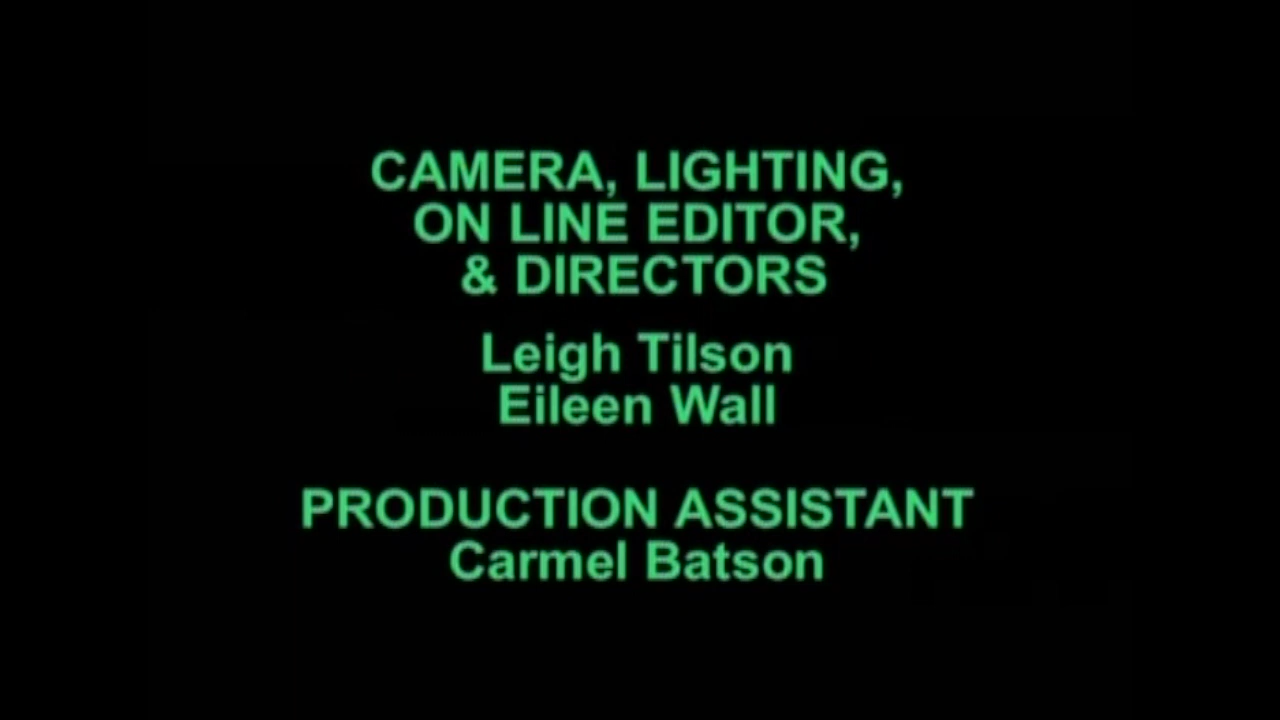 CAMERA, LIGHTING,
ON LINE EDITOR,
& DIRECTORS
Leigh Tilson
Eileen Wall
PRODUCTION ASSISTANT
Carmel Batson